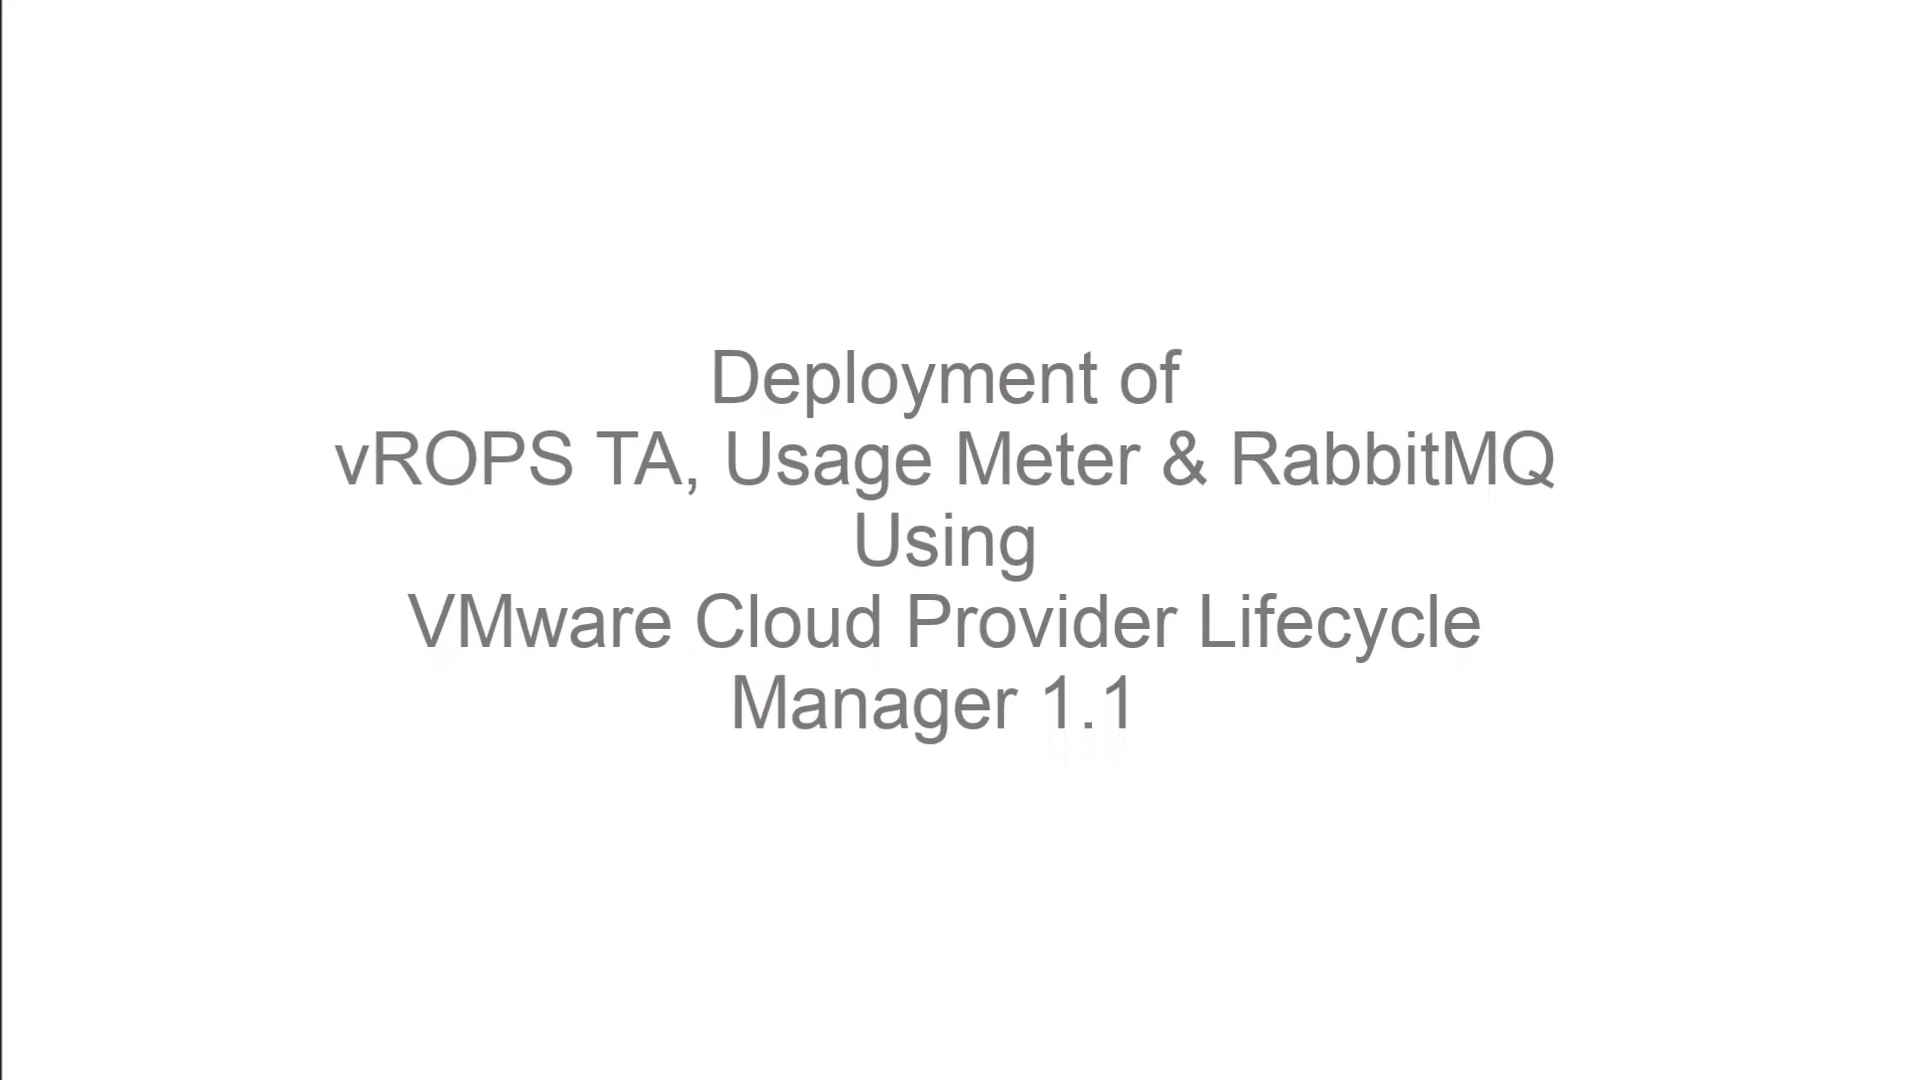 Deployment of
vROPS TA, Usage Meter & RabbitMQ
Using
VMware Cloud Provider Lifecycle
Manager 1.1